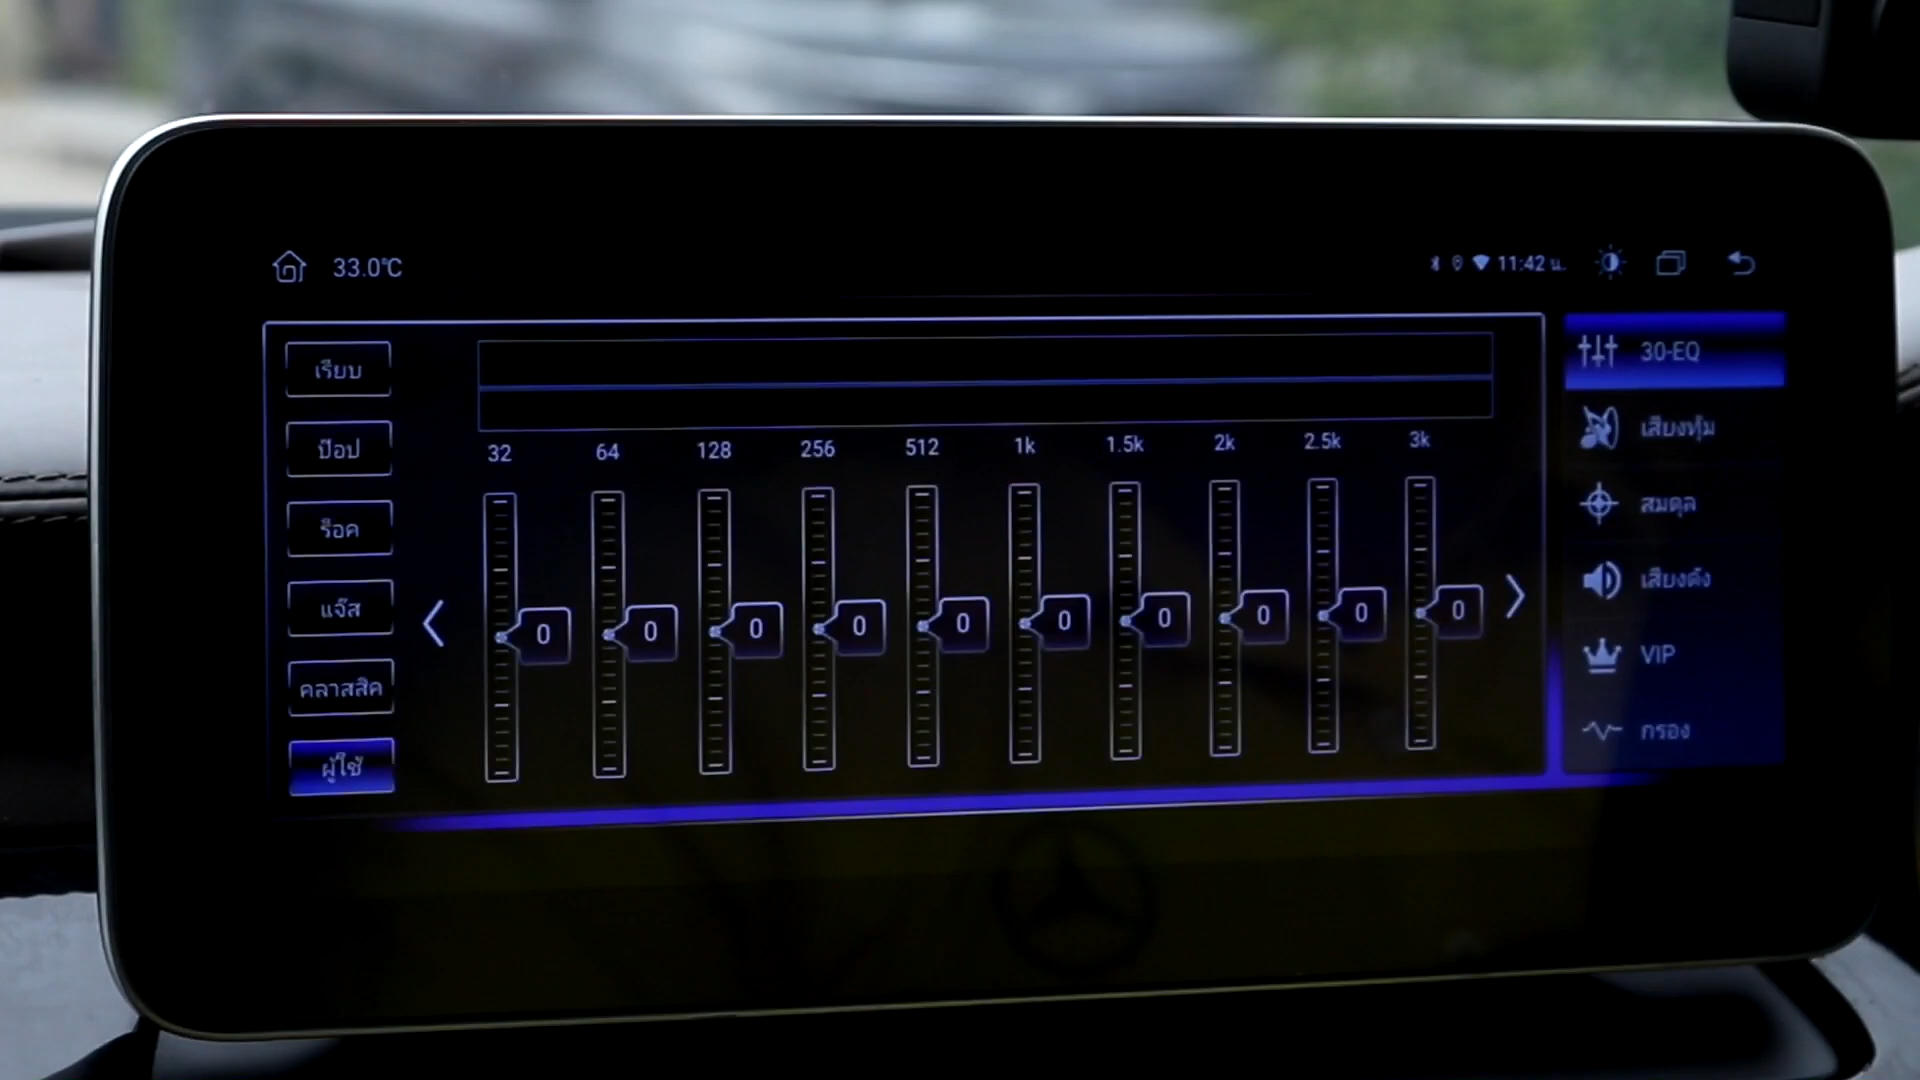 33.0℃
11:42 น.
เรียบ
ป๊อป
ร็อค
แจ๊ส
คลาสสิค
ผู้ใช้
32 64 128 256 512 1k 1.5k 2k 2.5k 3k
0 0 0 0 0 0 0 0 0 0
30-EQ
เสียงทุ้ม
สมดุล
เสียงดัง
VIP
กรอง